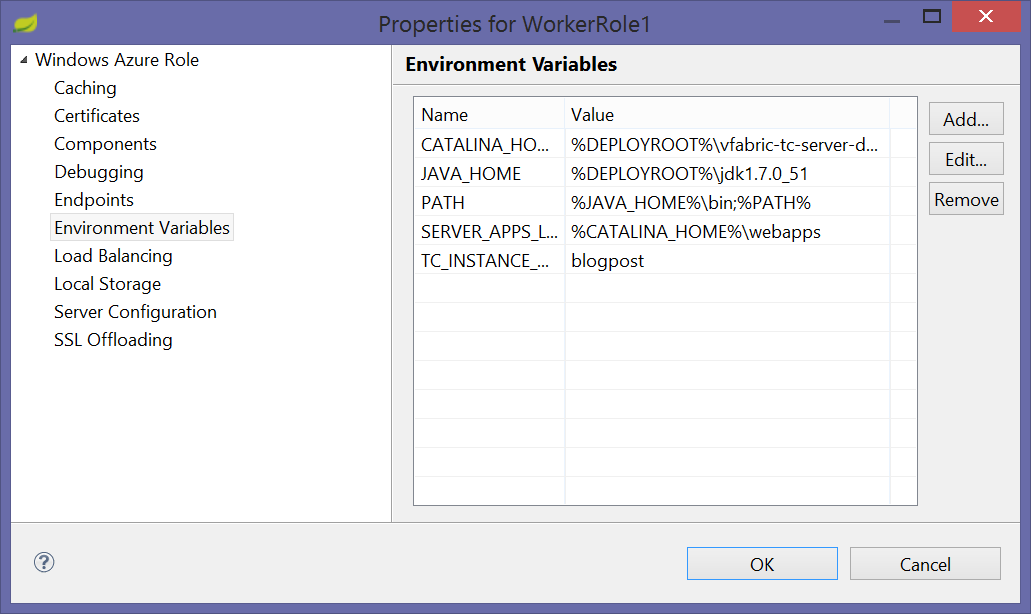 Properties for WorkerRole1
Windows Azure Role
Caching
Certificates
Components
Debugging
Endpoints
Environment Variables
Load Balancing
Local Storage
Server Configuration
SSL Offloading
Environment Variables
Name Value
CATALINA_HO... %DEPLOYROOT%\vfabric-tc-server-d...
JAVA_HOME %DEPLOYROOT%\jdk1.7.0_51
PATH %JAVA_HOME%\bin;%PATH%
SERVER_APPS_L... %CATALINA_HOME%\webapps
TC_INSTANCE_... blogpost
Add...
Edit...
Remove
?
OK Cancel